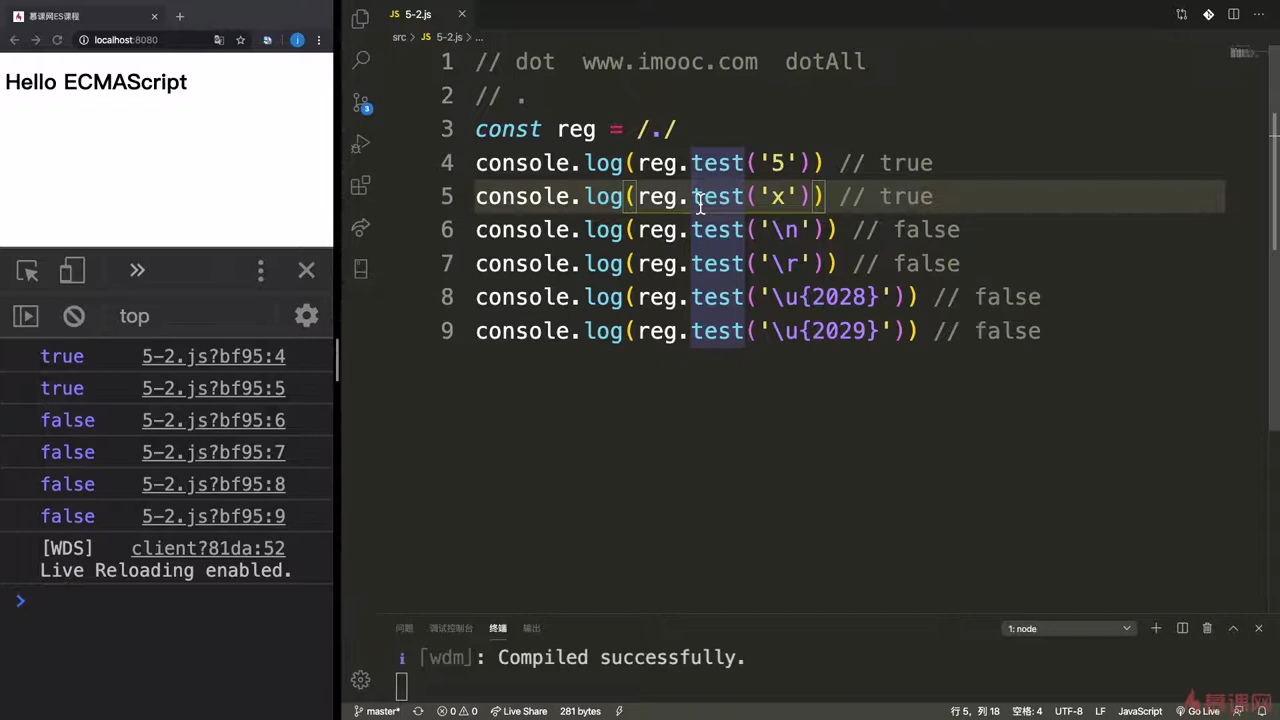 慕课网ES课程
localhost:8080
Hello ECMAScript
top
true 5-2.js?bf95:4
true 5-2.js?bf95:5
false 5-2.js?bf95:6
false 5-2.js?bf95:7
false 5-2.js?bf95:8
false 5-2.js?bf95:9
[WDS] client?81da:52
Live Reloading enabled.
5-2.js
src › JS 5-2.js › ...
1 // dot www.imooc.com dotAll
2 // .
3 const reg = /./
4 console.log(reg.test('5')) // true
5 console.log(reg.test('x')) // true
6 console.log(reg.test('\n')) // false
7 console.log(reg.test('\r')) // false
8 console.log(reg.test('\u{2028}')) // false
9 console.log(reg.test('\u{2029}')) // false
问题 调试控制台 终端 输出
1: node
i ｢wdm｣: Compiled successfully.
master* 0 0 Live Share 281 bytes
行 5，列 18 空格: 4 UTF-8 LF JavaScript Go Live
慕课网